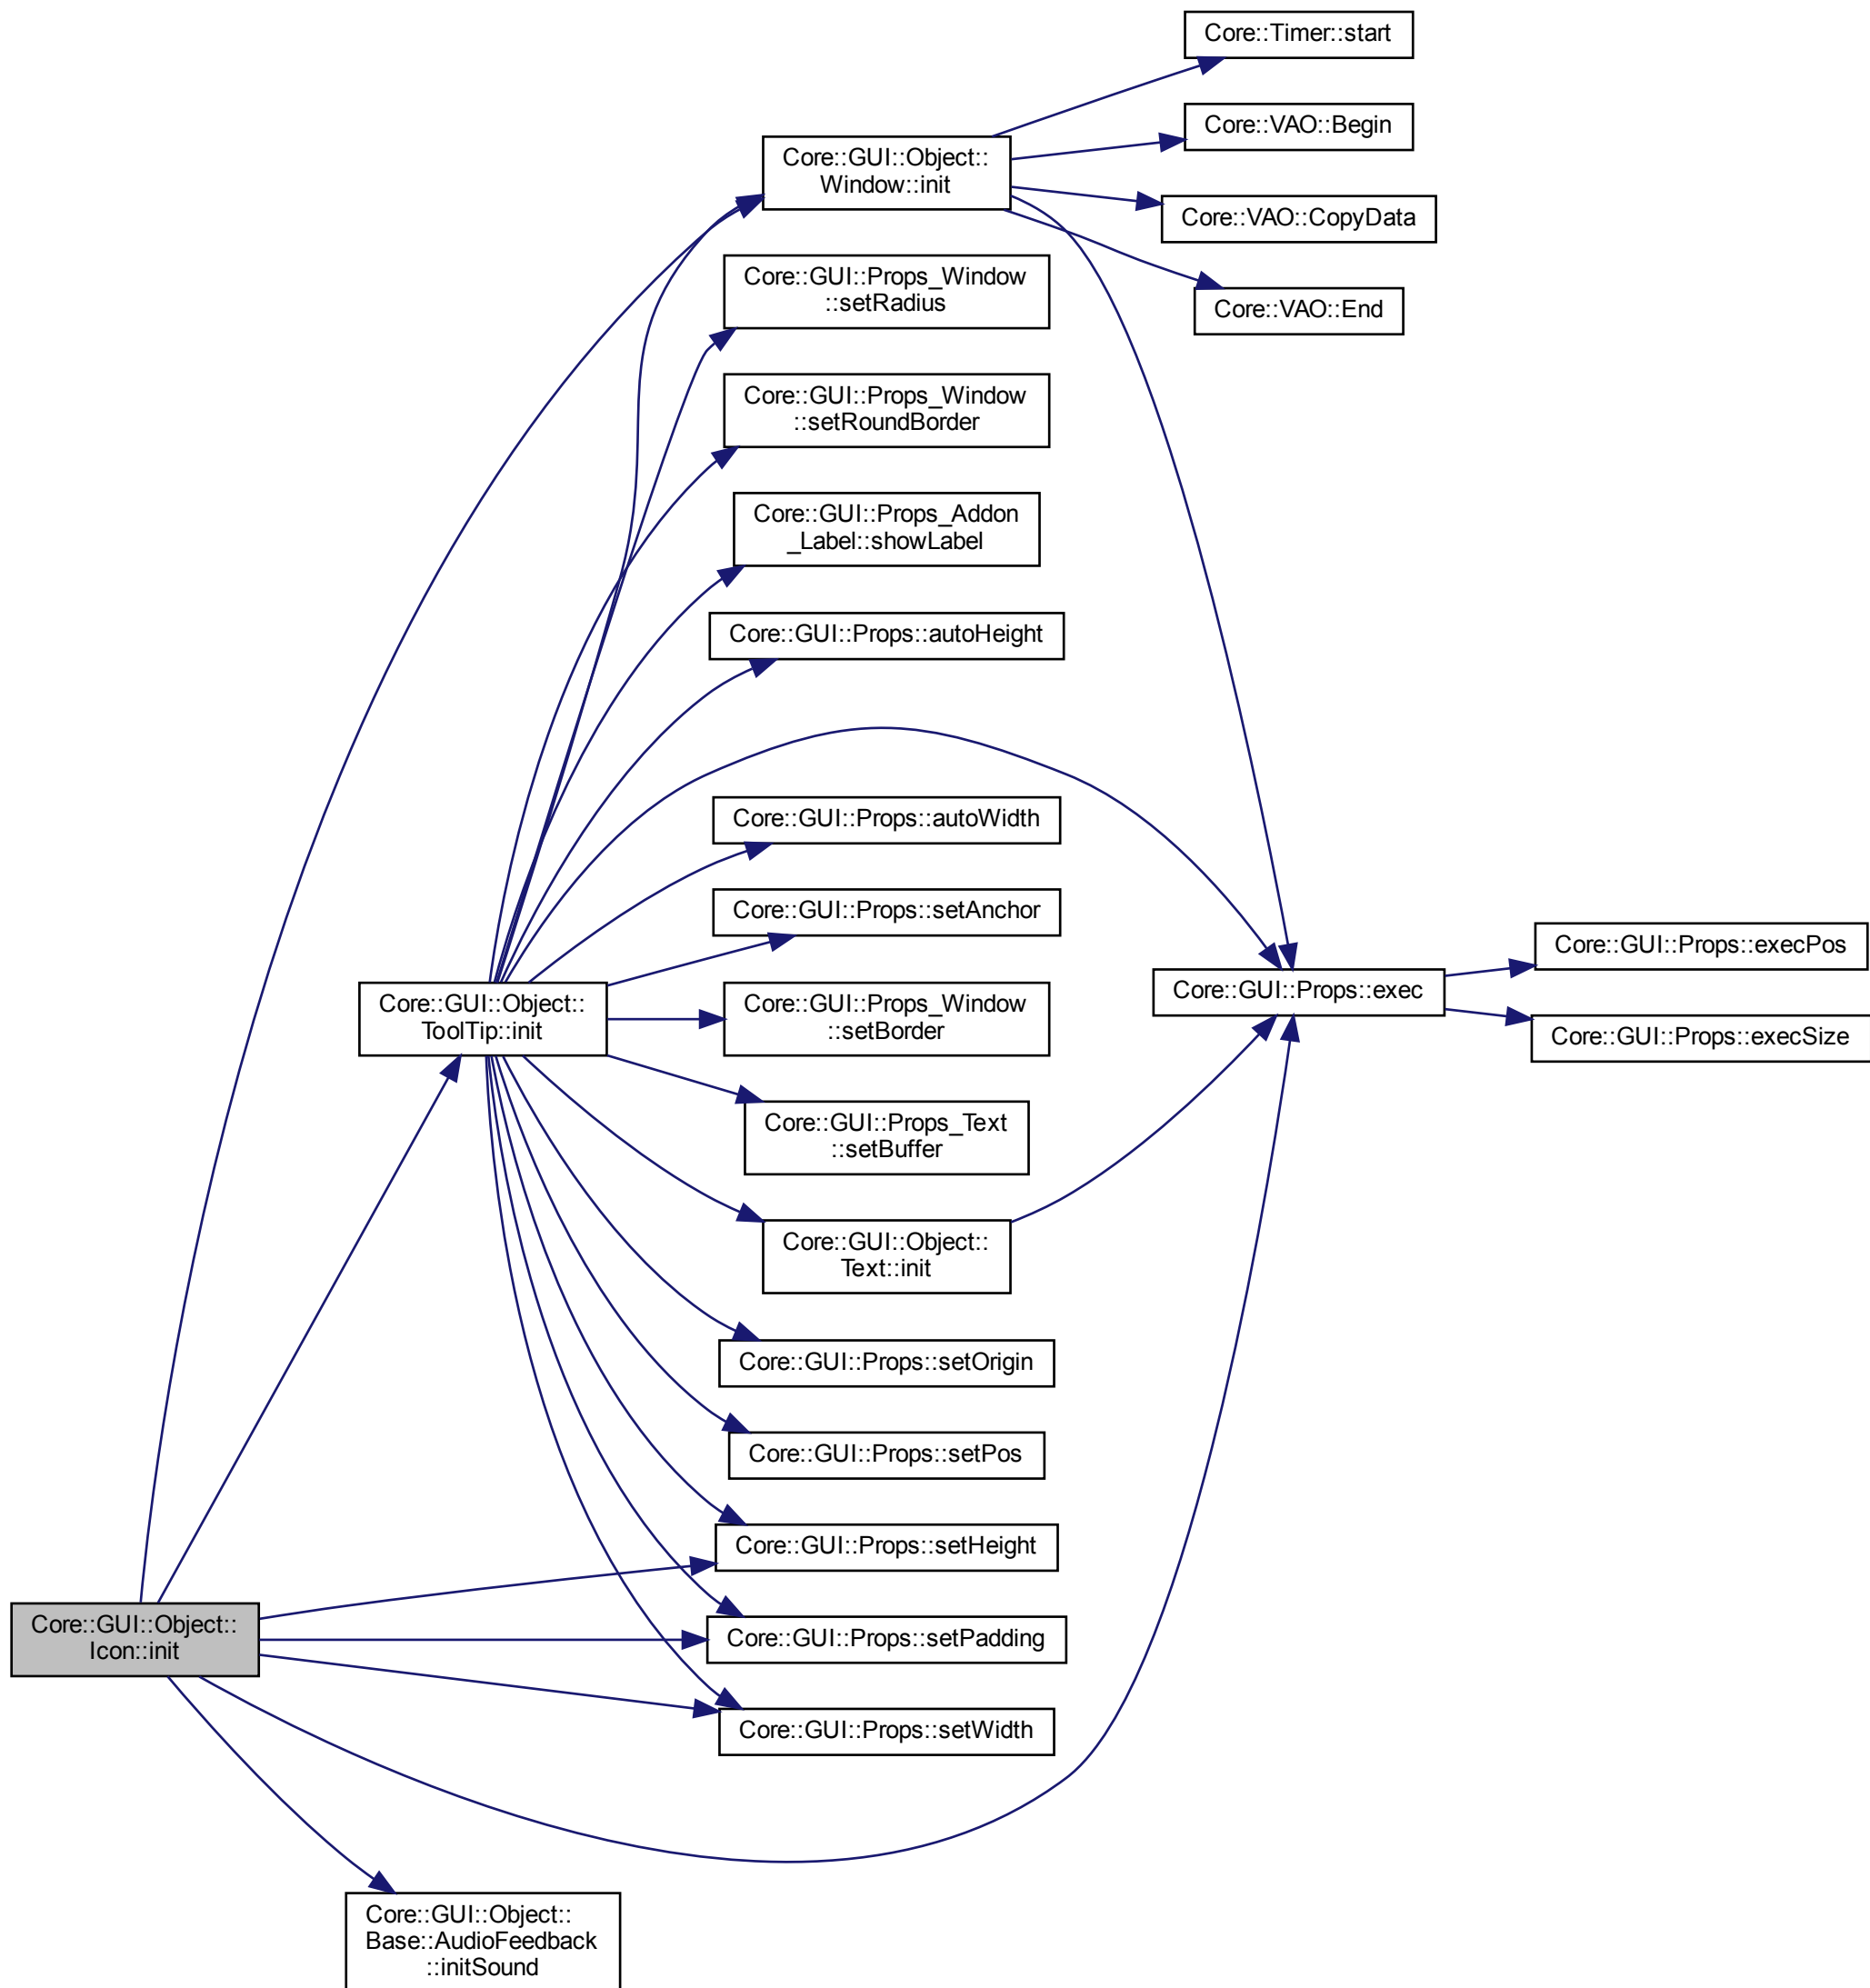 Core::Timer::start
Core::VAO::Begin
Core::GUI::Object::
Window::init
Core::VAO::CopyData
Core::GUI::Props_Window
::setRadius
Core::VAO::End
Core::GUI::Props_Window
::setRoundBorder
Core::GUI::Props_Addon
_Label::showLabel
Core::GUI::Props::autoHeight
Core::GUI::Props::autoWidth
Core::GUI::Props::setAnchor
Core::GUI::Props::execPos
Core::GUI::Props::exec
Core::GUI::Object::
ToolTip::init
Core::GUI::Props_Window
::setBorder
Core::GUI::Props::execSize
Core::GUI::Props_Text
::setBuffer
Core::GUI::Object::
Text::init
Core::GUI::Props::setOrigin
Core::GUI::Props::setPos
Core::GUI::Props::setHeight
Core::GUI::Object::
Icon::init
Core::GUI::Props::setPadding
Core::GUI::Props::setWidth
Core::GUI::Object::
Base::AudioFeedback
::initSound